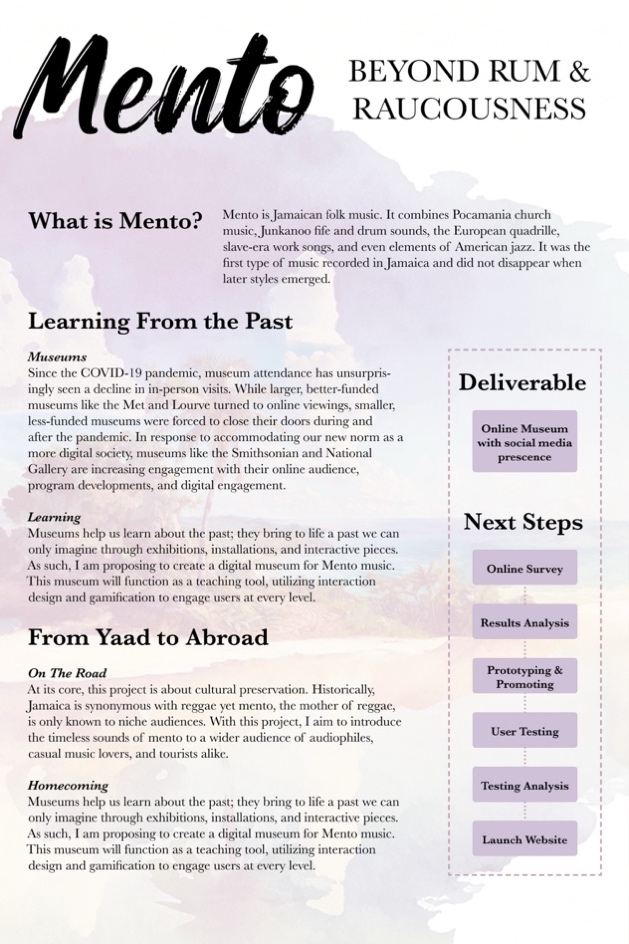 Mento
BEYOND RUM &
RAUCOUSNESS
What is Mento?
Mento is Jamaican folk music. It combines Pocamania church
music, Junkanoo fife and drum sounds, the European quadrille,
slave-era work songs, and even elements of American jazz. It was the
first type of music recorded in Jamaica and did not disappear when
later styles emerged.
Learning From the Past
Museums
Since the COVID-19 pandemic, museum attendance has unsurpris-
ingly seen a decline in in-person visits. While larger, better-funded
museums like the Met and Lourve turned to online viewings, smaller,
less-funded museums were forced to close their doors during and
after the pandemic. In response to accommodating our new norm as a
more digital society, museums like the Smithsonian and National
Gallery are increasing engagement with their online audience,
program developments, and digital engagement.
Learning
Museums help us learn about the past; they bring to life a past we can
only imagine through exhibitions, installations, and interactive pieces.
As such, I am proposing to create a digital museum for Mento music.
This museum will function as a teaching tool, utilizing interaction
design and gamification to engage users at every level.
From Yaad to Abroad
On The Road
At its core, this project is about cultural preservation. Historically,
Jamaica is synonymous with reggae yet mento, the mother of reggae,
is only known to niche audiences. With this project, I aim to introduce
the timeless sounds of mento to a wider audience of audiophiles,
casual music lovers, and tourists alike.
Homecoming
Museums help us learn about the past; they bring to life a past we can
only imagine through exhibitions, installations, and interactive pieces.
As such, I am proposing to create a digital museum for Mento music.
This museum will function as a teaching tool, utilizing interaction
design and gamification to engage users at every level.
Deliverable
Online Museum
with social media
prescence
Next Steps
Online Survey
Results Analysis
Prototyping &
Promoting
User Testing
Testing Analysis
Launch Website